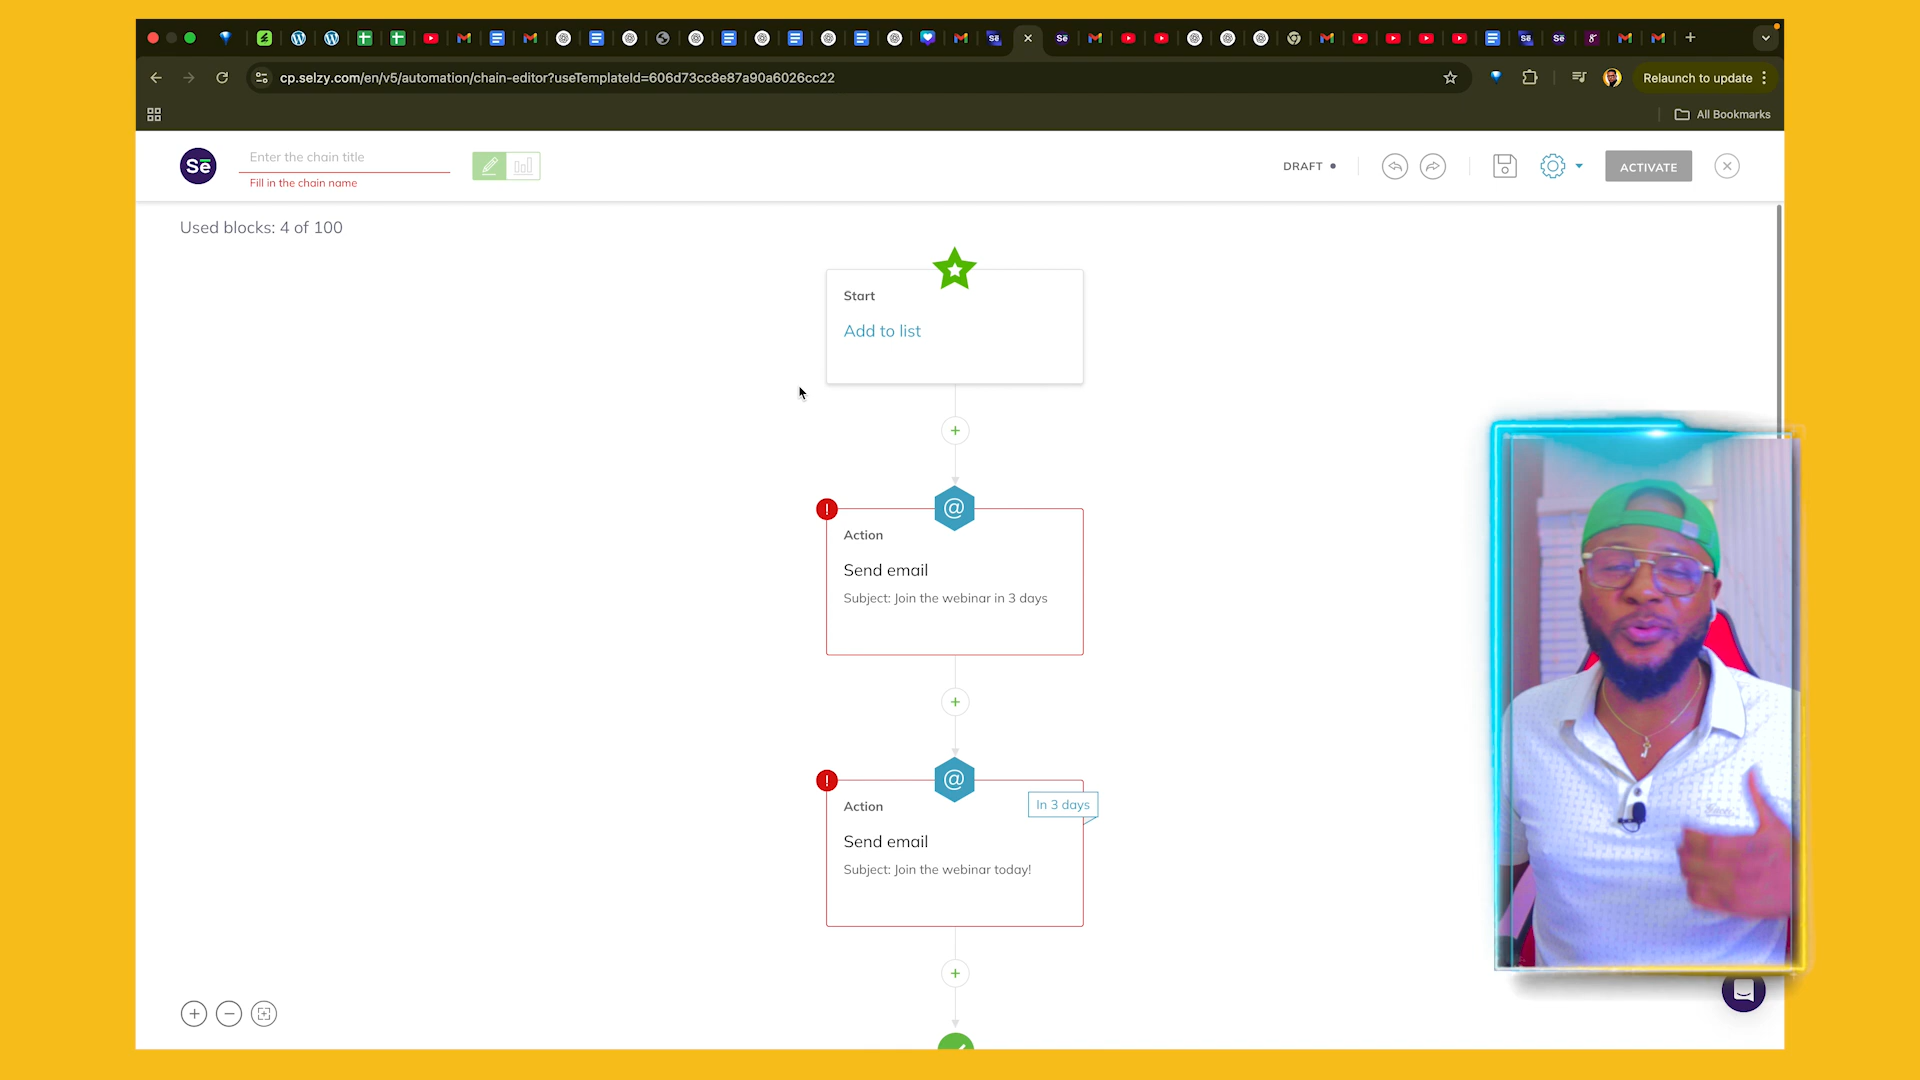 cp.selzy.com/en/v5/automation/chain-editor?useTemplateId=606d73cc8e87a90a6026cc22
Relaunch to update
All Bookmarks
Sē
Enter the chain title
Fill in the chain name
DRAFT
ACTIVATE
Used blocks: 4 of 100
Start
Add to list
Action
Send email
Subject: Join the webinar in 3 days
Action
In 3 days
Send email
Subject: Join the webinar today!